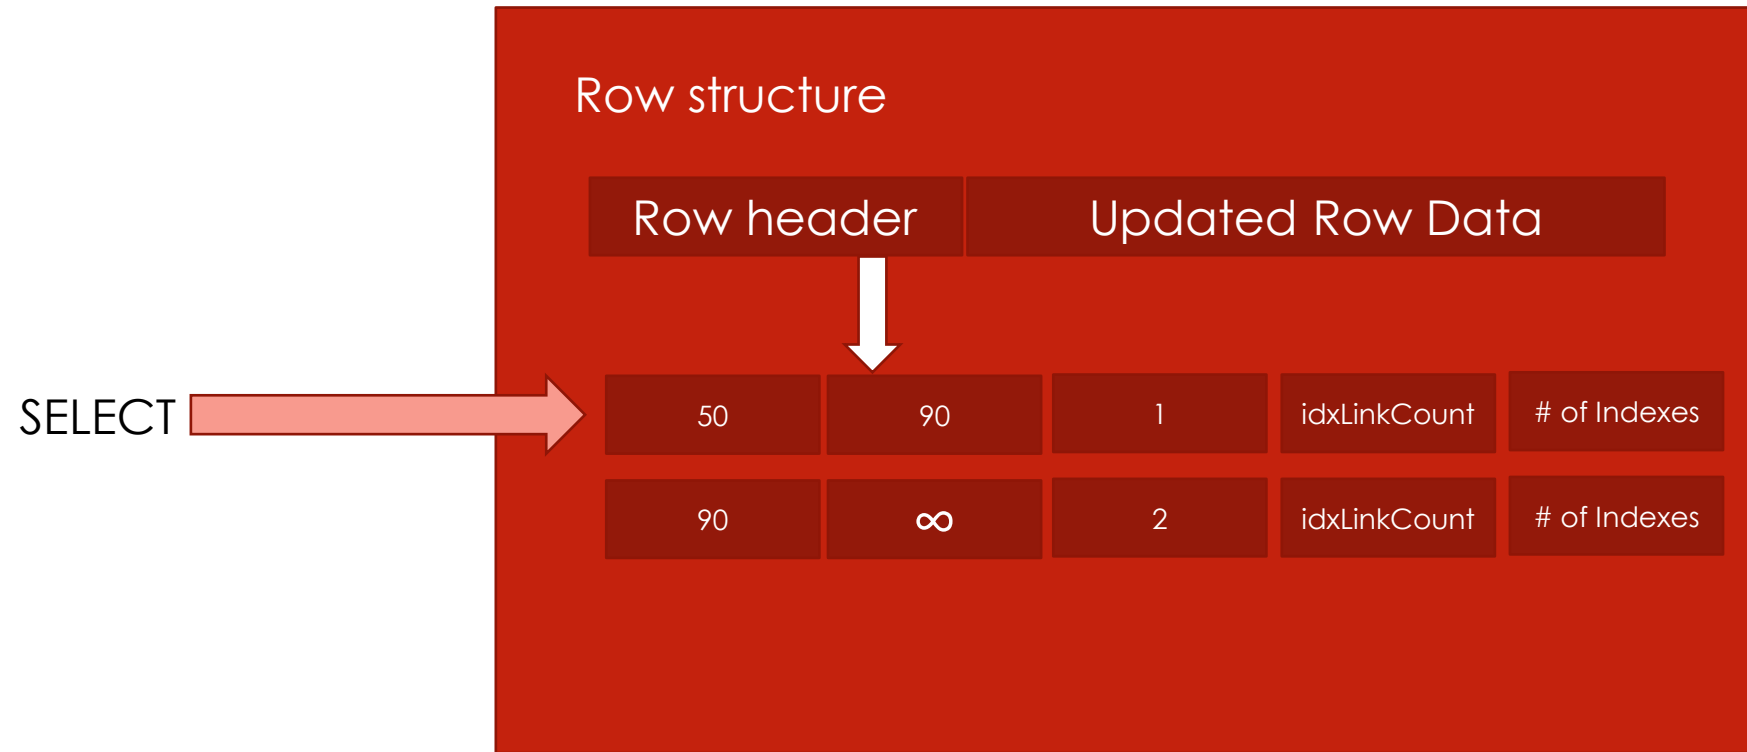 Row structure
Row header Updated Row Data
SELECT 50 90 1 idxLinkCount # of Indexes
90 ∞ 2 idxLinkCount # of Indexes